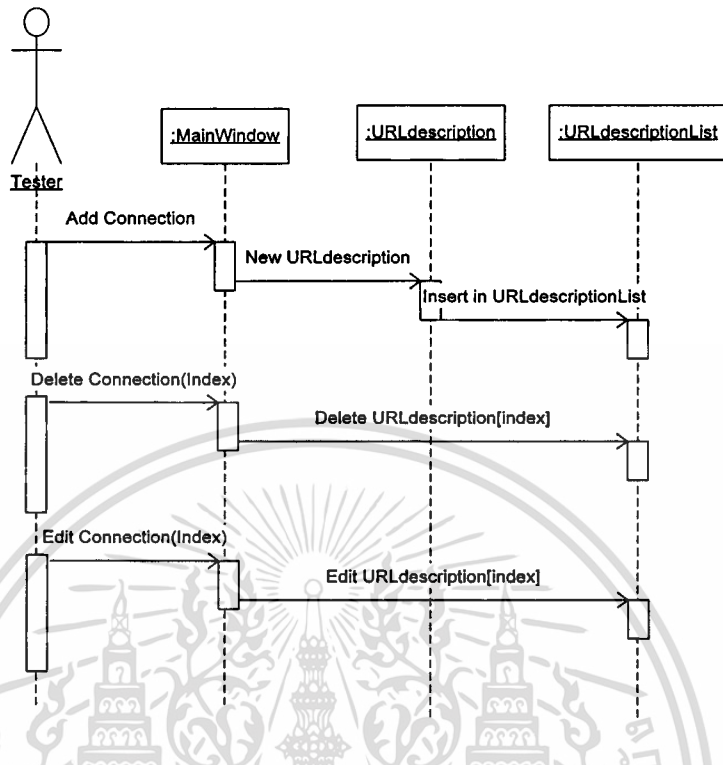 :MainWindow
:URLdescription
:URLdescriptionList
Tester
Add Connection
New URLdescription
Insert in URLdescriptionList
Delete Connection(Index)
Delete URLdescription[index]
Edit Connection(Index)
Edit URLdescription[index]